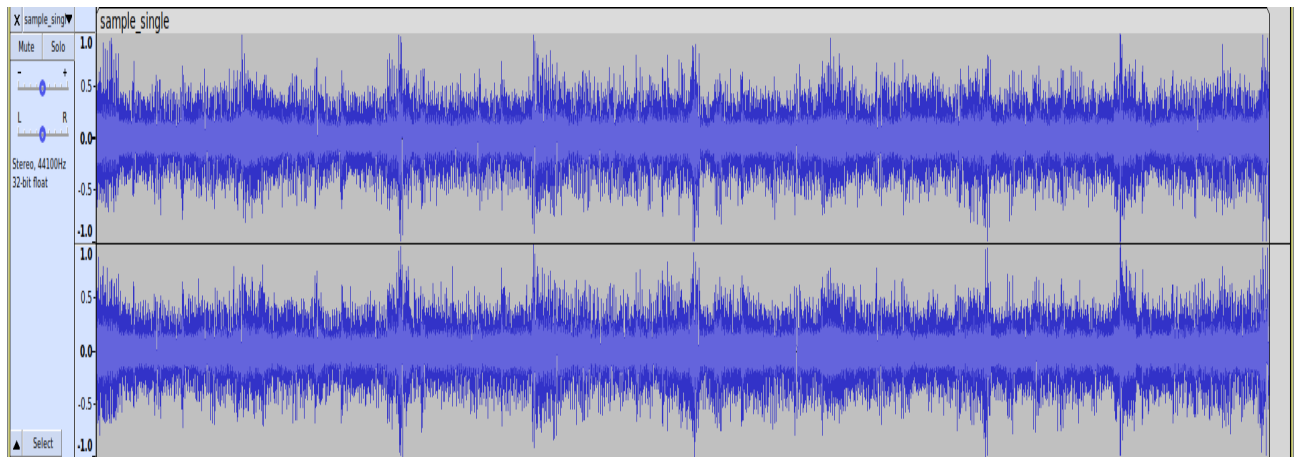 X sample_singl▼ sample_single
Mute Solo
- +
L R
Stereo, 44100Hz
32-bit float
▲ Select
1.0
0.5-
0.0-
-0.5-
-1.0
1.0
0.5-
0.0-
-0.5-
-1.0